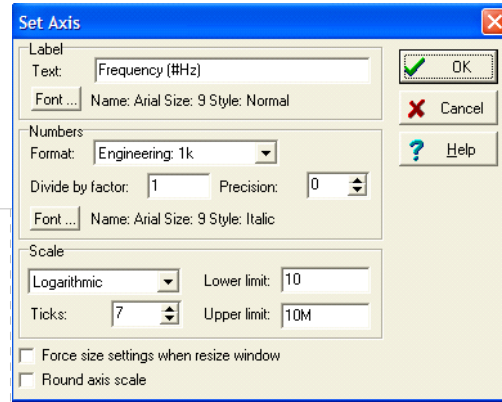 Set Axis
Label
Text: Frequency (#Hz)
Font ... Name: Arial Size: 9 Style: Normal
Numbers
Format: Engineering: 1k
Divide by factor: 1 Precision: 0
Font ... Name: Arial Size: 9 Style: Italic
Scale
Logarithmic Lower limit: 10
Ticks: 7 Upper limit: 10M
Force size settings when resize window
Round axis scale
OK
Cancel
Help